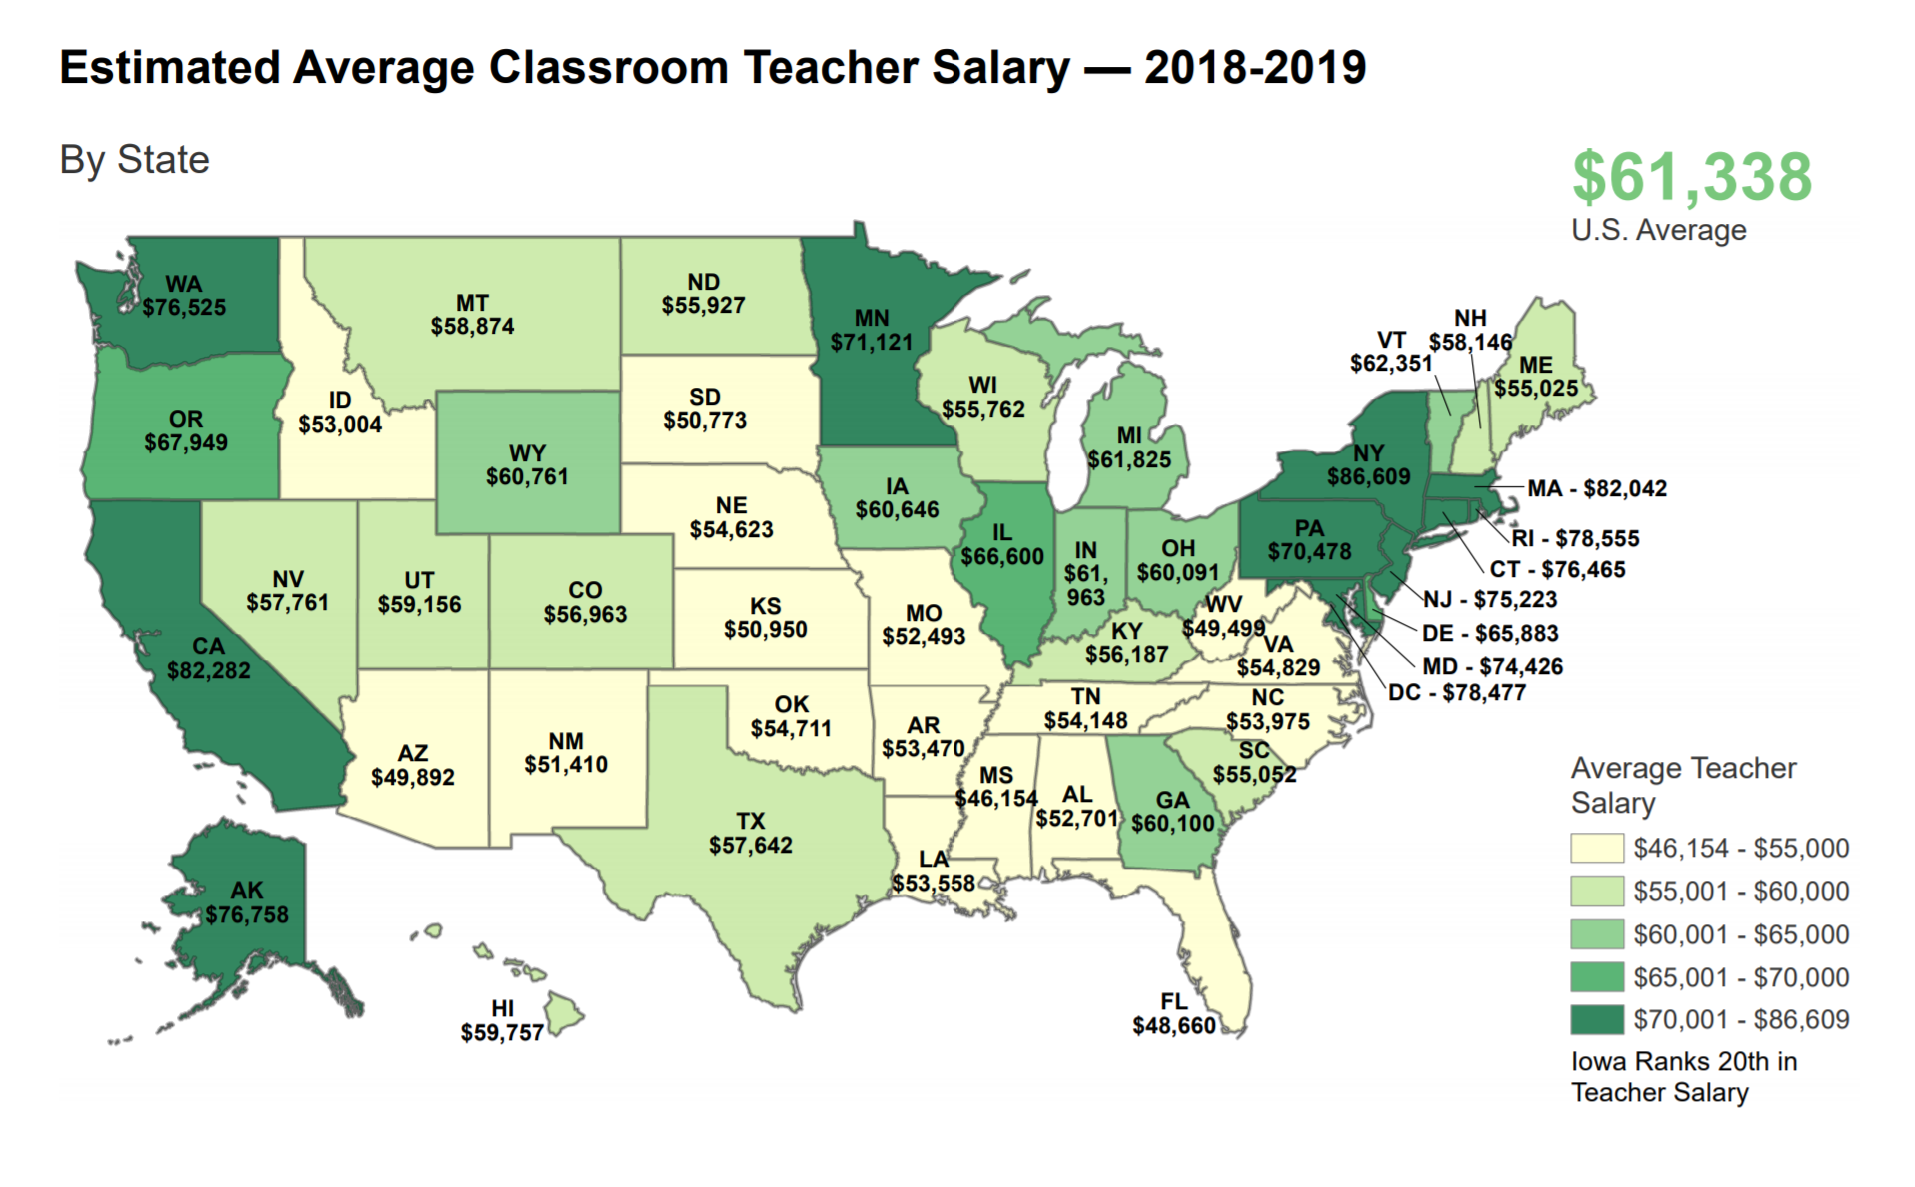 Estimated Average Classroom Teacher Salary — 2018-2019
By State
$61,338
U.S. Average
WA
$76,525
MT
$58,874
ND
$55,927
MN
$71,121
NH
$58,146
VT
$62,351
ME
$55,025
OR
$67,949
ID
$53,004
SD
$50,773
WI
$55,762
WY
$60,761
MI
$61,825
NY
$86,609
MA - $82,042
IA
$60,646
NE
$54,623
IL
$66,600
IN
$61,
963
OH
$60,091
PA
$70,478
RI - $78,555
CT - $76,465
NJ - $75,223
DE - $65,883
MD - $74,426
DC - $78,477
NV
$57,761
UT
$59,156
CO
$56,963
KS
$50,950
MO
$52,493
KY
$56,187
WV
$49,499
VA
$54,829
CA
$82,282
AZ
$49,892
NM
$51,410
OK
$54,711
AR
$53,470
TN
$54,148
NC
$53,975
SC
$55,052
MS
$46,154
AL
$52,701
GA
$60,100
TX
$57,642
LA
$53,558
AK
$76,758
HI
$59,757
FL
$48,660
Average Teacher
Salary
$46,154 - $55,000
$55,001 - $60,000
$60,001 - $65,000
$65,001 - $70,000
$70,001 - $86,609
Iowa Ranks 20th in
Teacher Salary